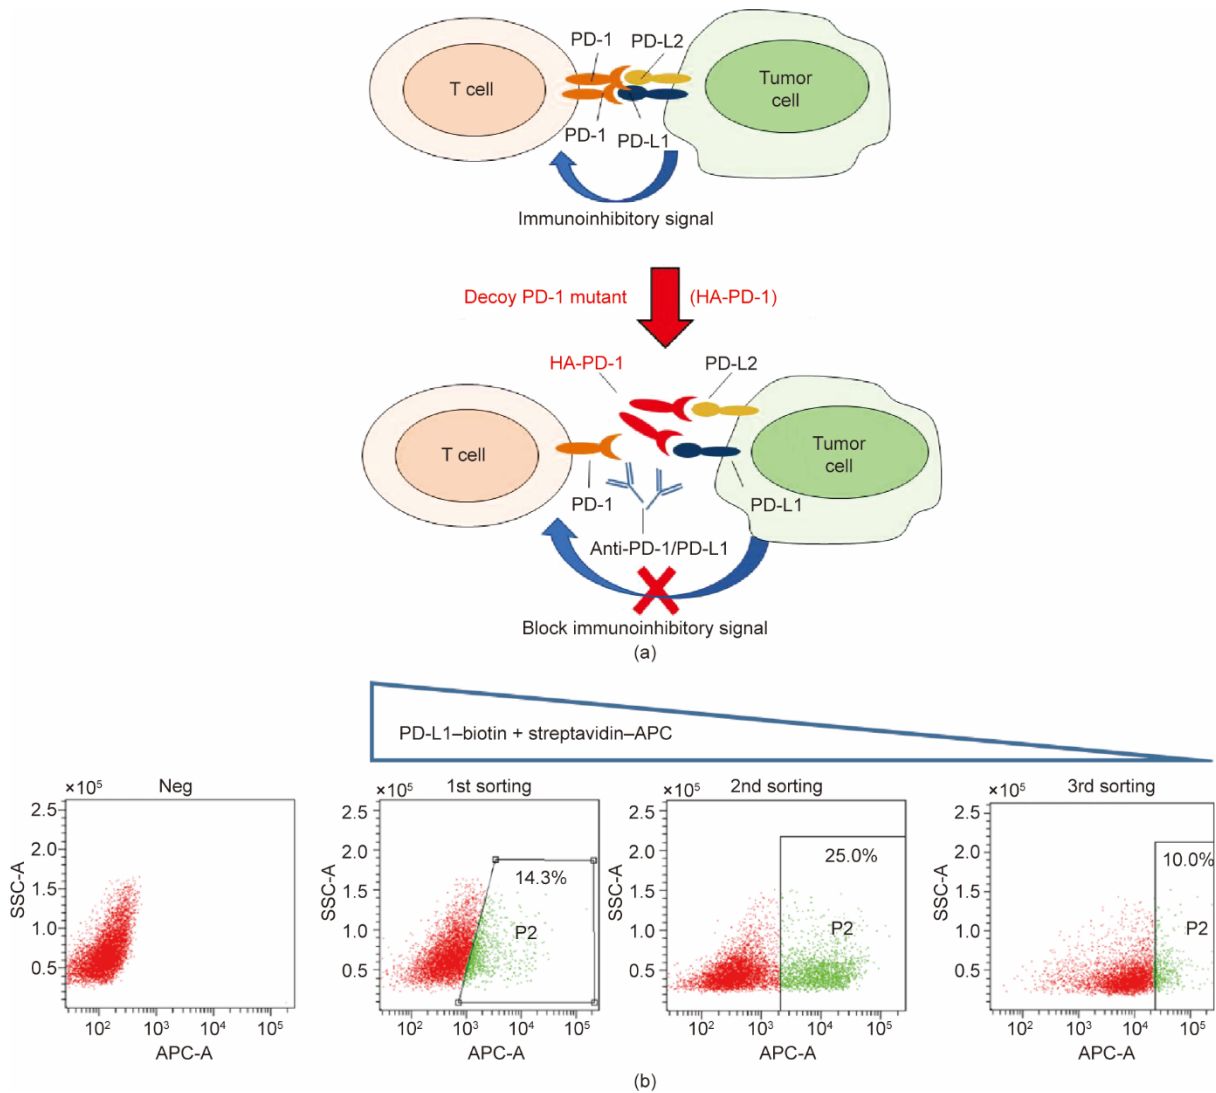 PD-1
PD-L2
T cell
Tumor
cell
PD-1
PD-L1
Immunoinhibitory signal
Decoy PD-1 mutant
(HA-PD-1)
HA-PD-1
PD-L2
T cell
Tumor
cell
PD-1
PD-L1
Anti-PD-1/PD-L1
Block immunoinhibitory signal
(a)
PD-L1–biotin + streptavidin–APC
×10⁵
Neg
2.5
2.0
1.5
1.0
0.5
SSC-A
10² 10³ 10⁴ 10⁵
APC-A
×10⁵
1st sorting
2.5
2.0
1.5
1.0
0.5
SSC-A
14.3%
P2
10² 10³ 10⁴ 10⁵
APC-A
×10⁵
2nd sorting
2.5
2.0
1.5
1.0
0.5
SSC-A
25.0%
P2
10² 10³ 10⁴ 10⁵
APC-A
×10⁵
3rd sorting
2.5
2.0
1.5
1.0
0.5
SSC-A
10.0%
P2
10² 10³ 10⁴ 10⁵
APC-A
(b)